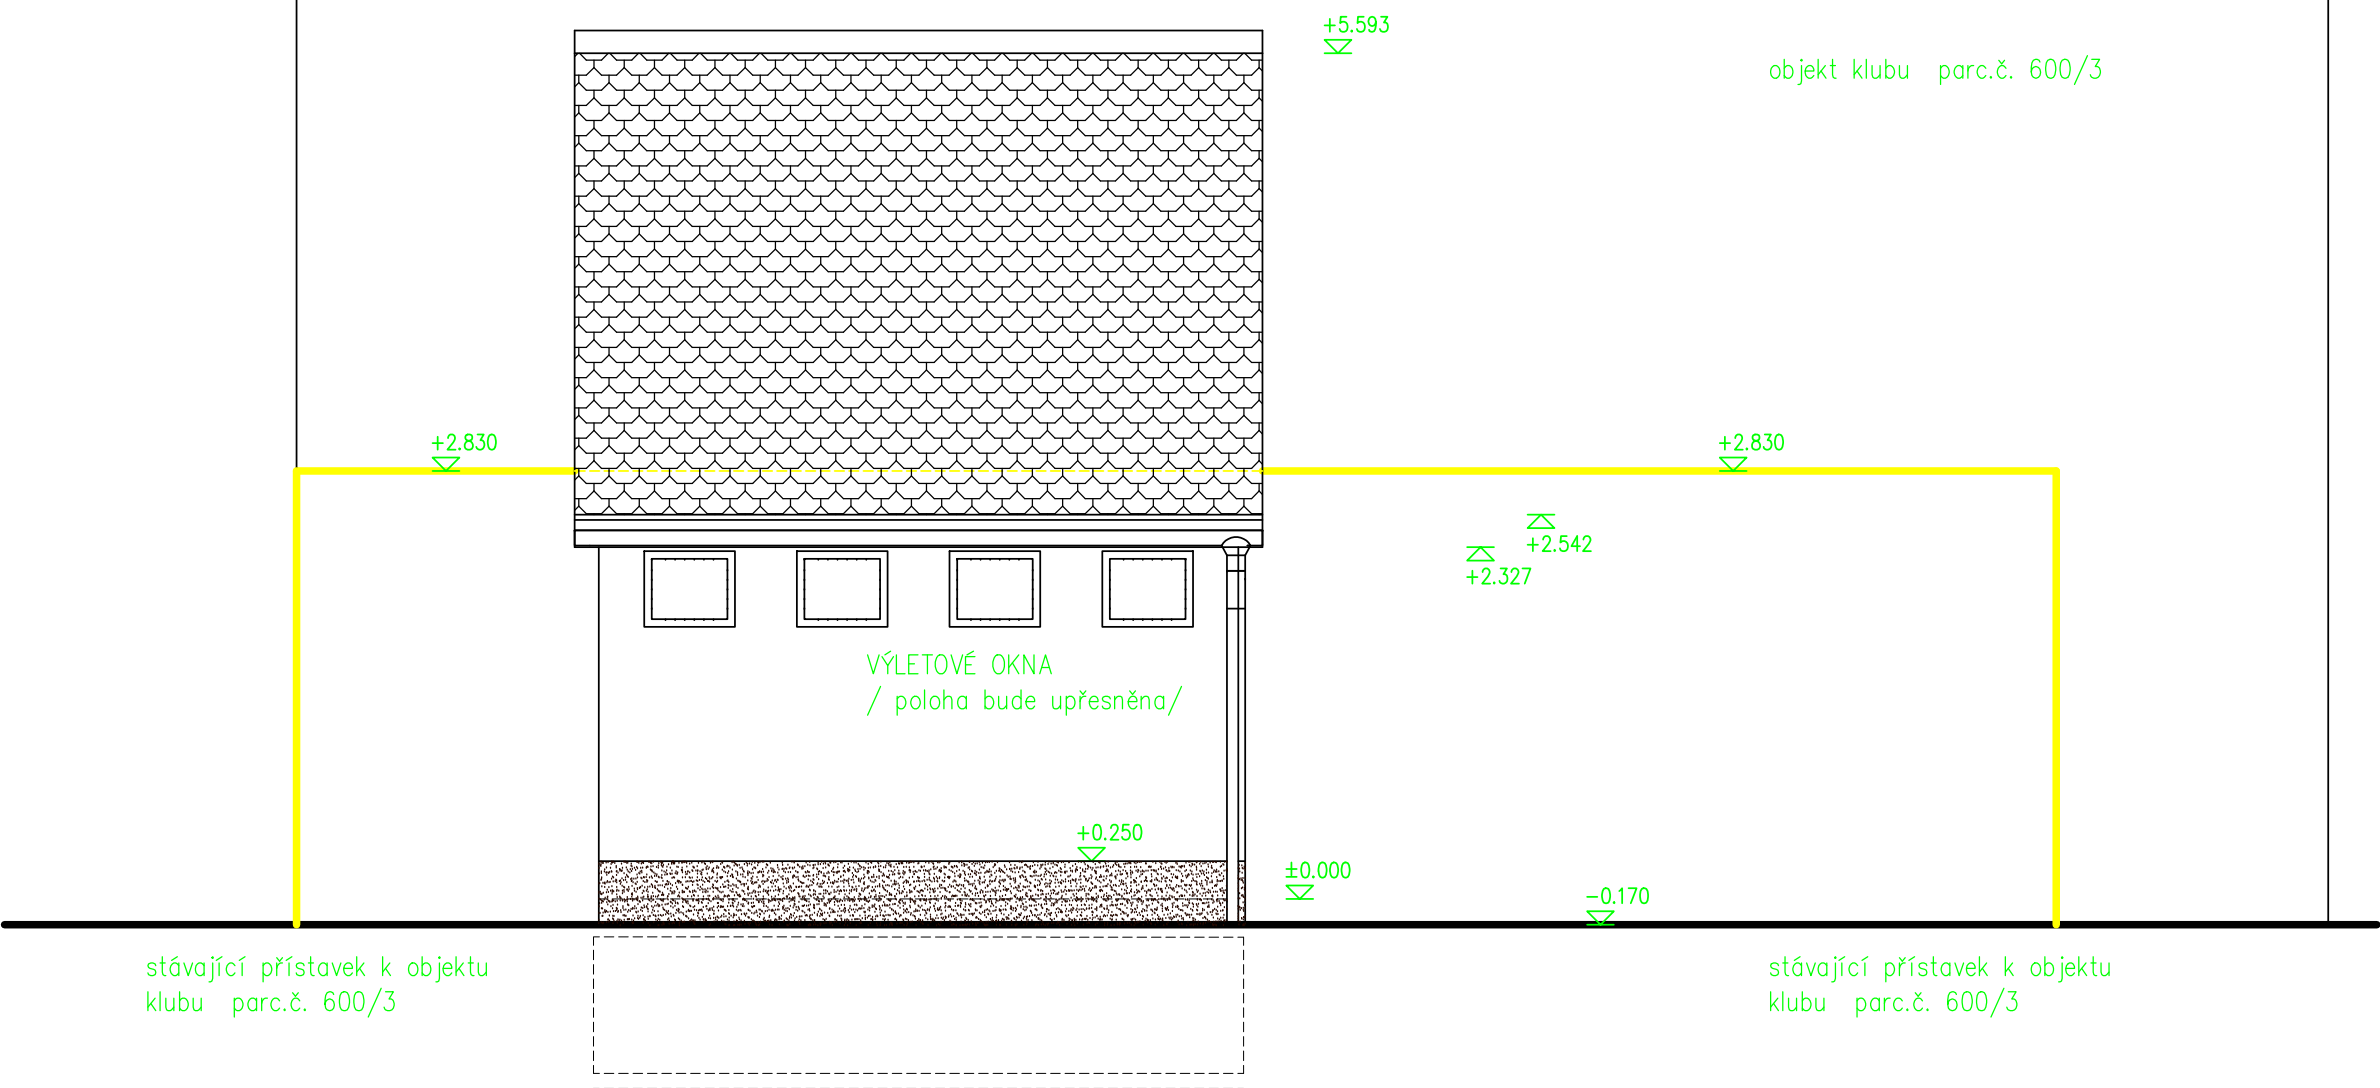 +5.593
objekt klubu parc.č. 600/3
+2.830
+2.830
+2.542
+2.327
VÝLETOVÉ OKNA
/ poloha bude upřesněna/
+0.250
±0.000
-0.170
stávající přístavek k objektu
klubu parc.č. 600/3
stávající přístavek k objektu
klubu parc.č. 600/3